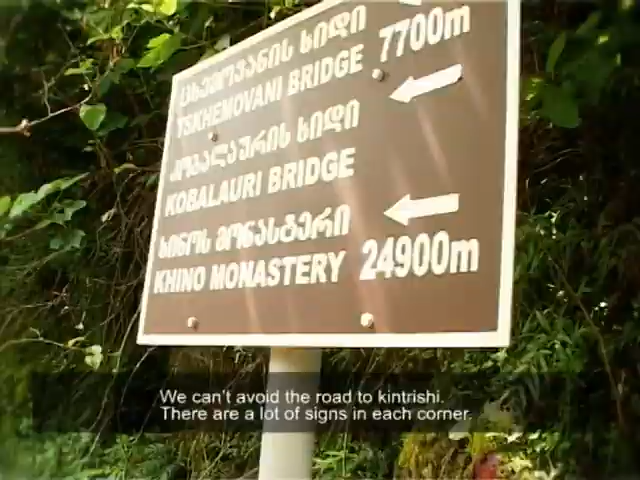 ცხემოვანის ხიდი
TSKHEMOVANI BRIDGE 7700m
კობალაურის ხიდი
KOBALAURI BRIDGE
ხინოს მონასტერი
KHINO MONASTERY 24900m
We can't avoid the road to kintrishi.
There are a lot of signs in each corner.